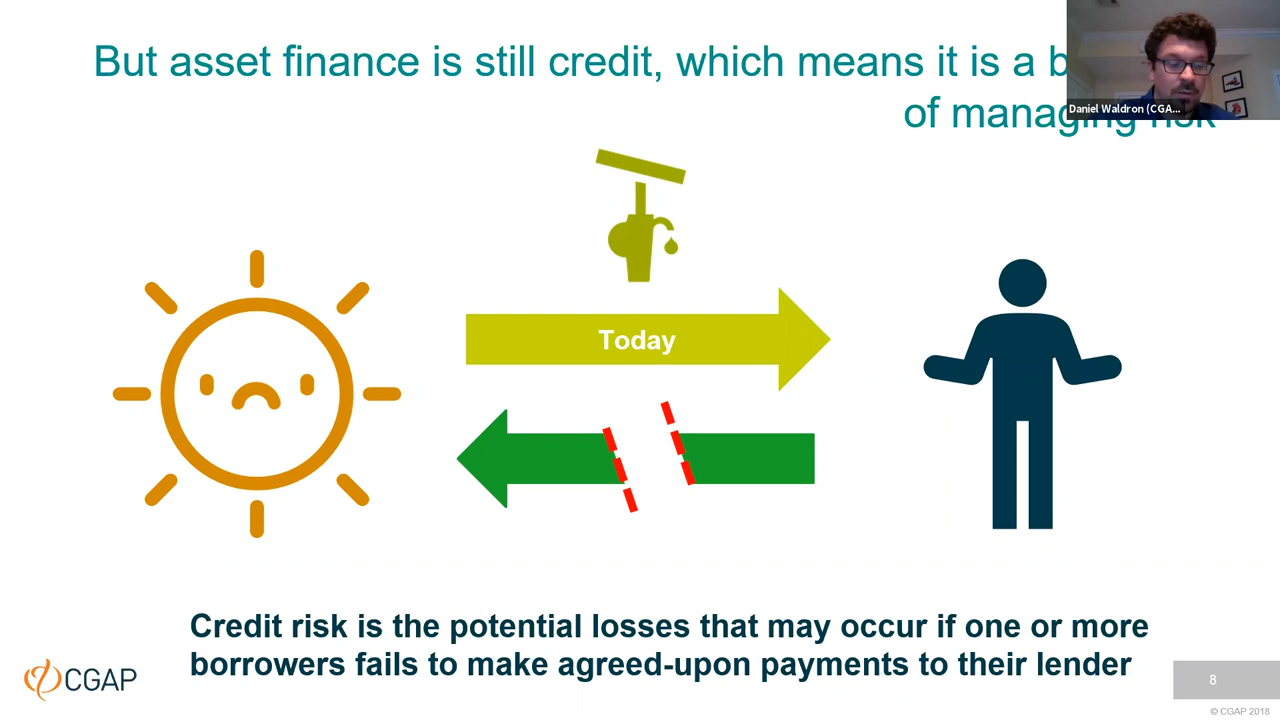 But asset finance is still credit, which means it is a b
of managing risk
Daniel Waldron (CGA...
Today
Credit risk is the potential losses that may occur if one or more
borrowers fails to make agreed-upon payments to their lender
CGAP
8
© CGAP 2018